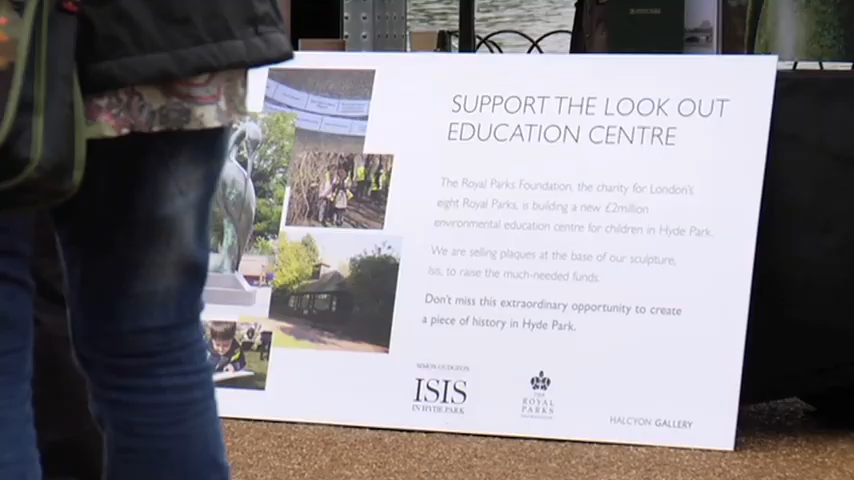 SUPPORT THE LOOK OUT
EDUCATION CENTRE
The Royal Parks Foundation, the charity for London's
eight Royal Parks, is building a new £2million
environmental education centre for children in Hyde Park.
We are selling plaques at the base of our sculpture,
Isis, to raise the much-needed funds.
Don't miss this extraordinary opportunity to create
a piece of history in Hyde Park.
SIMON GUDGEON
ISIS
IN HYDE PARK
THE
ROYAL
PARKS
HALCYON GALLERY